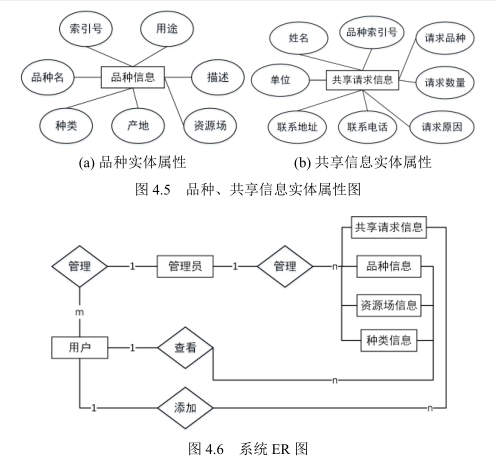 索引号 用途
品种名 品种信息 描述
种类 产地 资源场
(a) 品种实体属性
姓名 品种索引号 请求品种
单位 共享请求信息 请求数量
联系地址 联系电话 请求原因
(b) 共享信息实体属性
图 4.5 品种、共享信息实体属性图
共享请求信息
管理 1 管理员 1 管理 n 品种信息
m 资源场信息
用户 1 查看 种类信息
n
1 添加 n
图 4.6 系统 ER 图